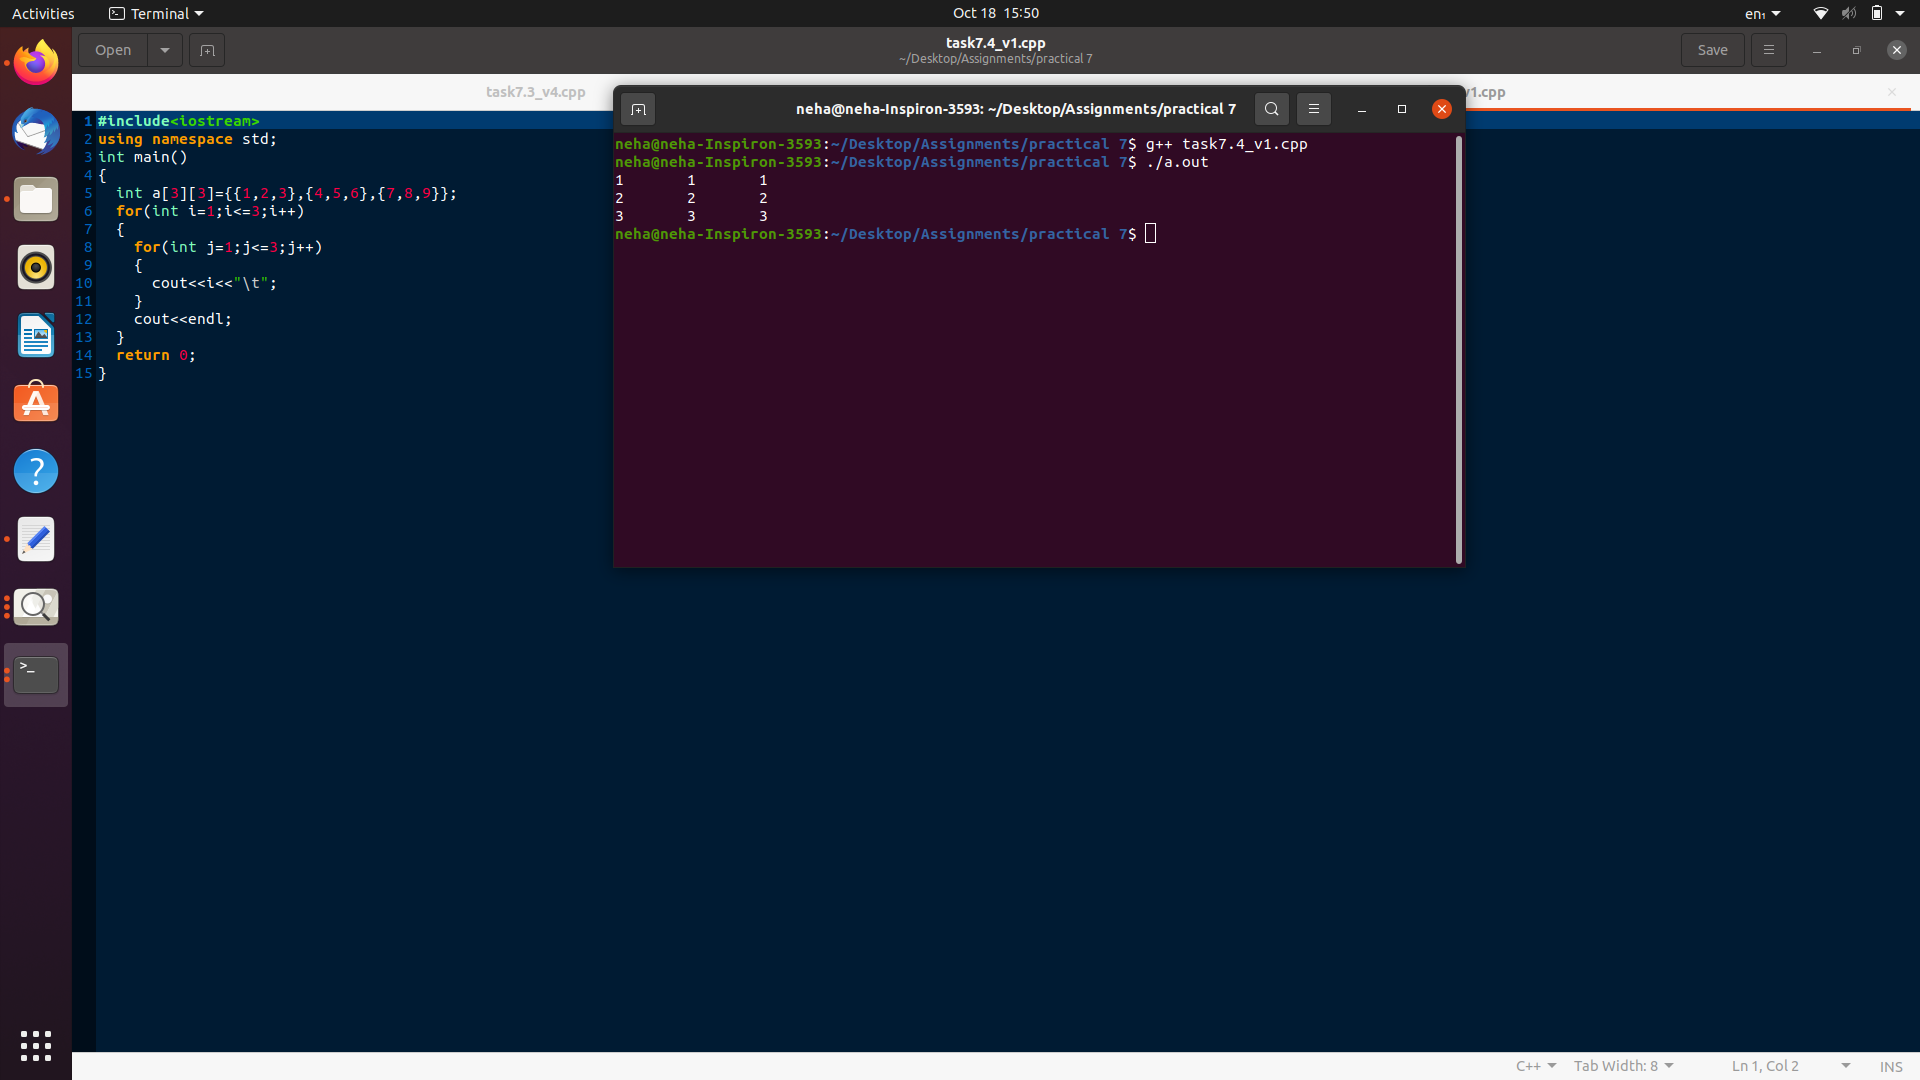 Activities
Terminal
Oct 18  15:50
en₁
Open
task7.4_v1.cpp
~/Desktop/Assignments/practical 7
Save
task7.3_v4.cpp
v1.cpp
1 #include<iostream>
2 using namespace std;
3 int main()
4 {
5   int a[3][3]={{1,2,3},{4,5,6},{7,8,9}};
6   for(int i=1;i<=3;i++)
7   {
8     for(int j=1;j<=3;j++)
9     {
10       cout<<i<<"\t";
11     }
12     cout<<endl;
13   }
14   return 0;
15 }
neha@neha-Inspiron-3593: ~/Desktop/Assignments/practical 7
neha@neha-Inspiron-3593:~/Desktop/Assignments/practical 7$ g++ task7.4_v1.cpp
neha@neha-Inspiron-3593:~/Desktop/Assignments/practical 7$ ./a.out
1       1       1
2       2       2
3       3       3
neha@neha-Inspiron-3593:~/Desktop/Assignments/practical 7$
C++
Tab Width: 8
Ln 1, Col 2
INS